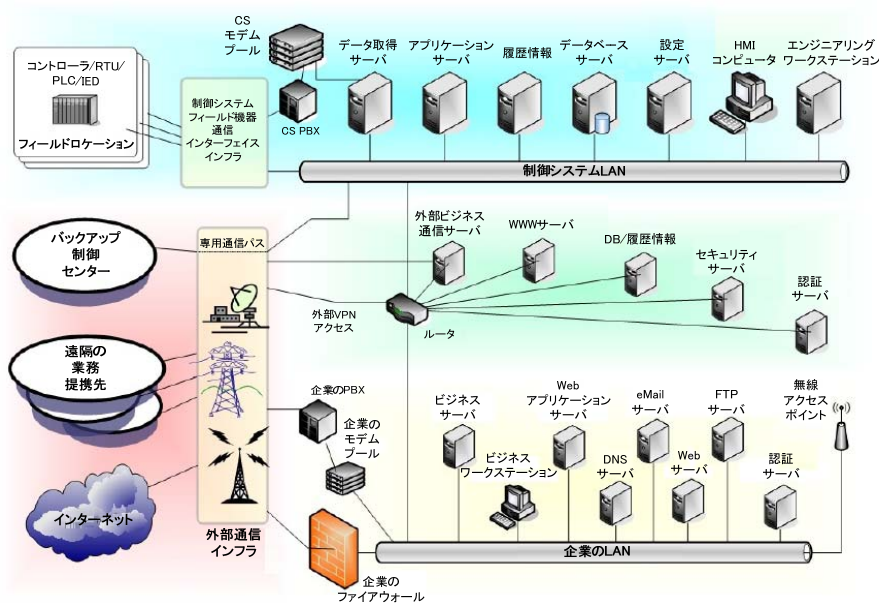 CS
モデム
プール
データ取得
サーバ
アプリケーション
サーバ
履歴情報
データベース
サーバ
設定
サーバ
HMI
コンピュータ
エンジニアリング
ワークステーション
コントローラ/RTU/
PLC/IED
フィールドロケーション
制御システム
フィールド機器
通信
インターフェイス
インフラ
CS PBX
制御システムLAN
バックアップ
制御
センター
専用通信パス
外部ビジネス
通信サーバ
WWWサーバ
DB/履歴情報
セキュリティ
サーバ
認証
サーバ
外部VPN
アクセス
ルータ
遠隔の
業務
提携先
企業のPBX
企業の
モデム
プール
ビジネス
サーバ
Web
アプリケーション
サーバ
eMail
サーバ
FTP
サーバ
無線
アクセス
ポイント
ビジネス
ワークステーション
DNS
サーバ
Web
サーバ
認証
サーバ
インターネット
外部通信
インフラ
企業のLAN
企業の
ファイアウォール